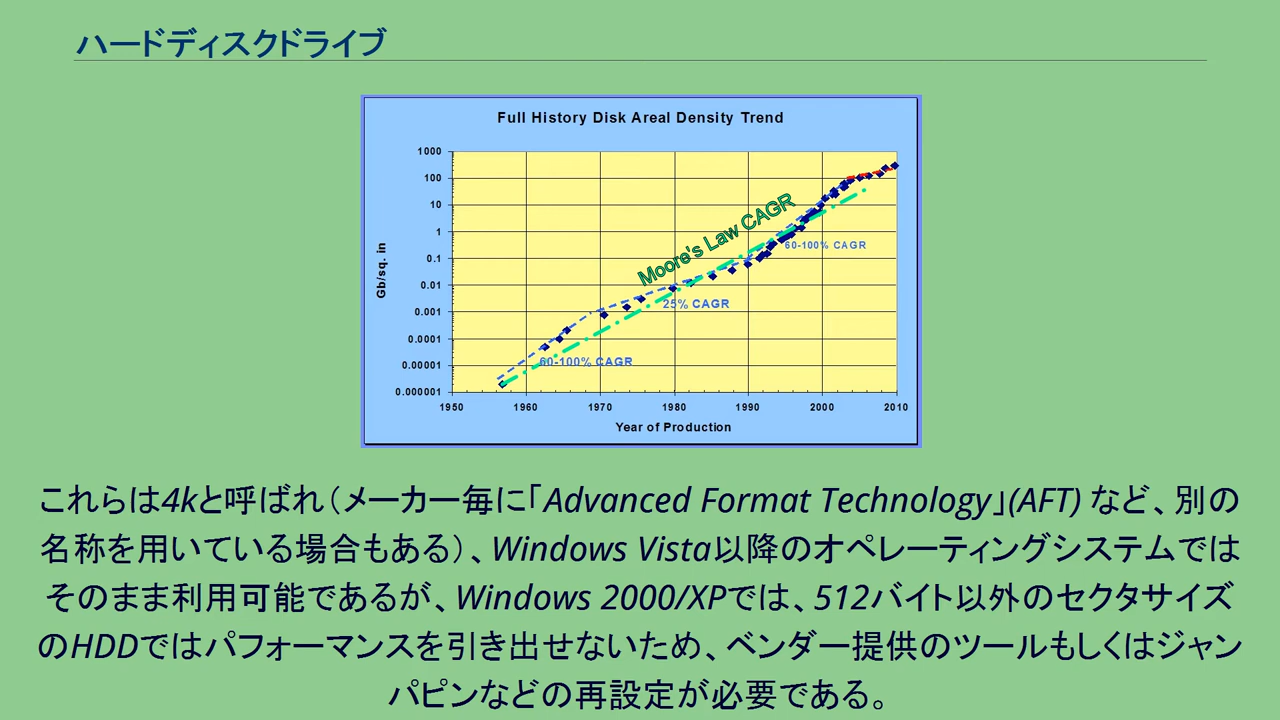 ハードディスクドライブ
Full History Disk Areal Density Trend
1000
100
10
1
0.1
0.01
0.001
0.0001
0.00001
0.000001
Gb/sq. in
Moore's Law CAGR
60-100% CAGR
25% CAGR
60-100% CAGR
1950 1960 1970 1980 1990 2000 2010
Year of Production
これらは4kと呼ばれ（メーカー毎に「Advanced Format Technology」(AFT) など、別の
名称を用いている場合もある）、Windows Vista以降のオペレーティングシステムでは
そのまま利用可能であるが、Windows 2000/XPでは、512バイト以外のセクタサイズ
のHDDではパフォーマンスを引き出せないため、ベンダー提供のツールもしくはジャン
パピンなどの再設定が必要である。